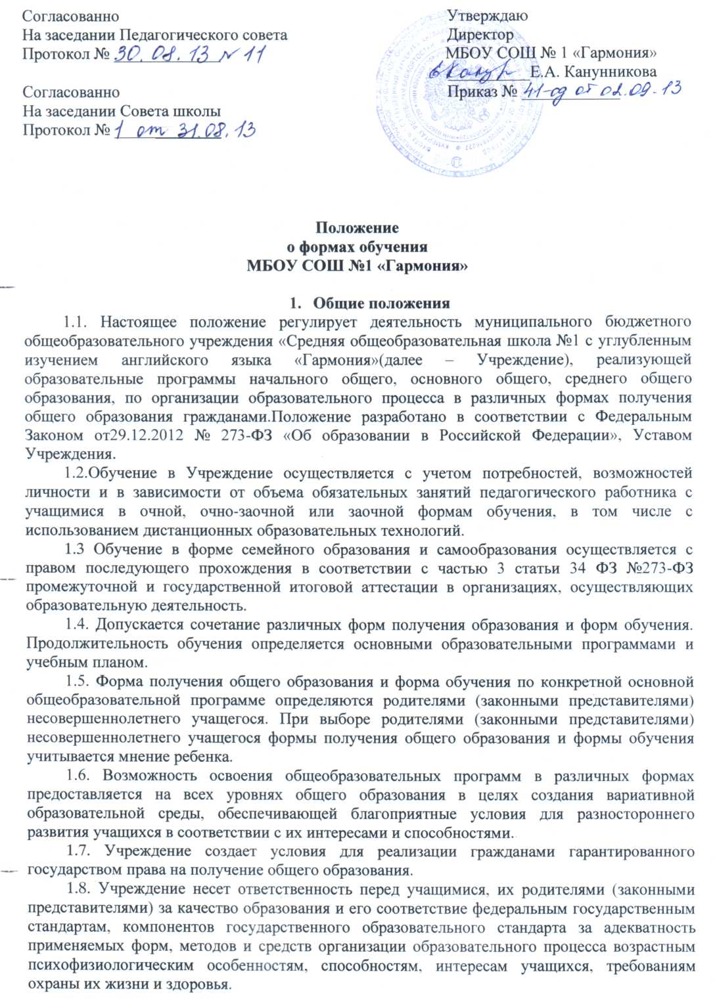 Согласованно
На заседании Педагогического совета
Протокол № 30.08.13 №11
Согласованно
На заседании Совета школы
Протокол № 1 от 31.08.13
Утверждаю
Директор
МБОУ СОШ № 1 «Гармония»
Е.А. Канунникова
Приказ № 41-од от 02.09.13
Положение
о формах обучения
МБОУ СОШ №1 «Гармония»
1. Общие положения
1.1. Настоящее положение регулирует деятельность муниципального бюджетного
общеобразовательного учреждения «Средняя общеобразовательная школа №1 с углубленным
изучением английского языка «Гармония»(далее – Учреждение), реализующей
образовательные программы начального общего, основного общего, среднего общего
образования, по организации образовательного процесса в различных формах получения
общего образования гражданами.Положение разработано в соответствии с Федеральным
Законом от29.12.2012 № 273-ФЗ «Об образовании в Российской Федерации», Уставом
Учреждения.
1.2.Обучение в Учреждение осуществляется с учетом потребностей, возможностей
личности и в зависимости от объема обязательных занятий педагогического работника с
учащимися в очной, очно-заочной или заочной формам обучения, в том числе с
использованием дистанционных образовательных технологий.
1.3 Обучение в форме семейного образования и самообразования осуществляется с
правом последующего прохождения в соответствии с частью 3 статьи 34 ФЗ №273-ФЗ
промежуточной и государственной итоговой аттестации в организациях, осуществляющих
образовательную деятельность.
1.4. Допускается сочетание различных форм получения образования и форм обучения.
Продолжительность обучения определяется основными образовательными программами и
учебным планом.
1.5. Форма получения общего образования и форма обучения по конкретной основной
общеобразовательной программе определяются родителями (законными представителями)
несовершеннолетнего учащегося. При выборе родителями (законными представителями)
несовершеннолетнего учащегося формы получения общего образования и формы обучения
учитывается мнение ребенка.
1.6. Возможность освоения общеобразовательных программ в различных формах
предоставляется на всех уровнях общего образования в целях создания вариативной
образовательной среды, обеспечивающей благоприятные условия для разностороннего
развития учащихся в соответствии с их интересами и способностями.
1.7. Учреждение создает условия для реализации гражданами гарантированного
государством права на получение общего образования.
1.8. Учреждение несет ответственность перед учащимися, их родителями (законными
представителями) за качество образования и его соответствие федеральным государственным
стандартам, компонентов государственного образовательного стандарта за адекватность
применяемых форм, методов и средств организации образовательного процесса возрастным
психофизиологическим особенностям, способностям, интересам учащихся, требованиям
охраны их жизни и здоровья.